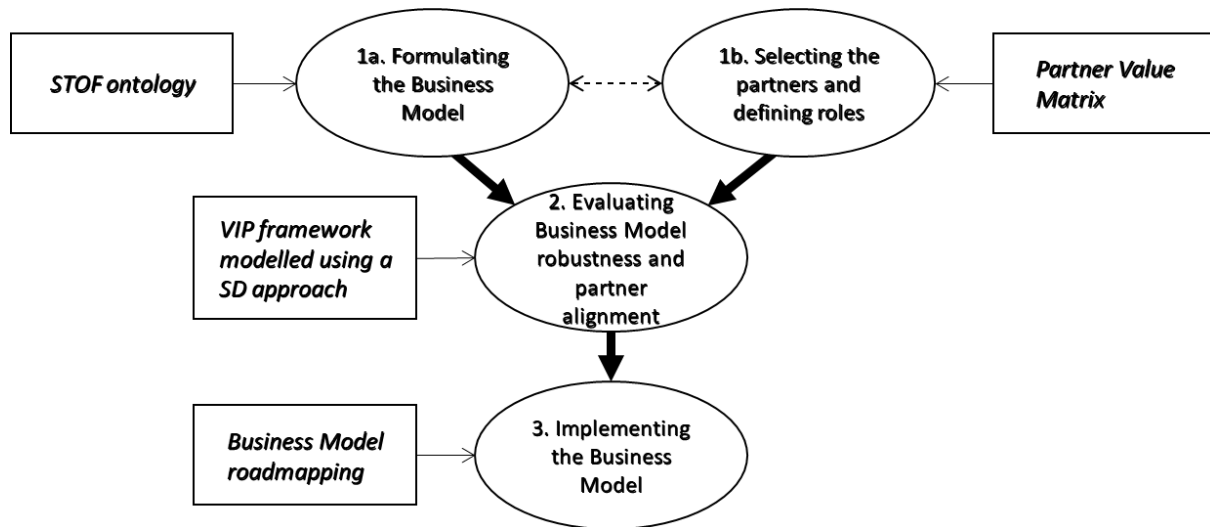 STOF ontology
1a. Formulating
the Business
Model
1b. Selecting the
partners and
defining roles
Partner Value
Matrix
VIP framework
modelled using a
SD approach
2. Evaluating
Business Model
robustness and
partner
alignment
Business Model
roadmapping
3. Implementing
the Business
Model